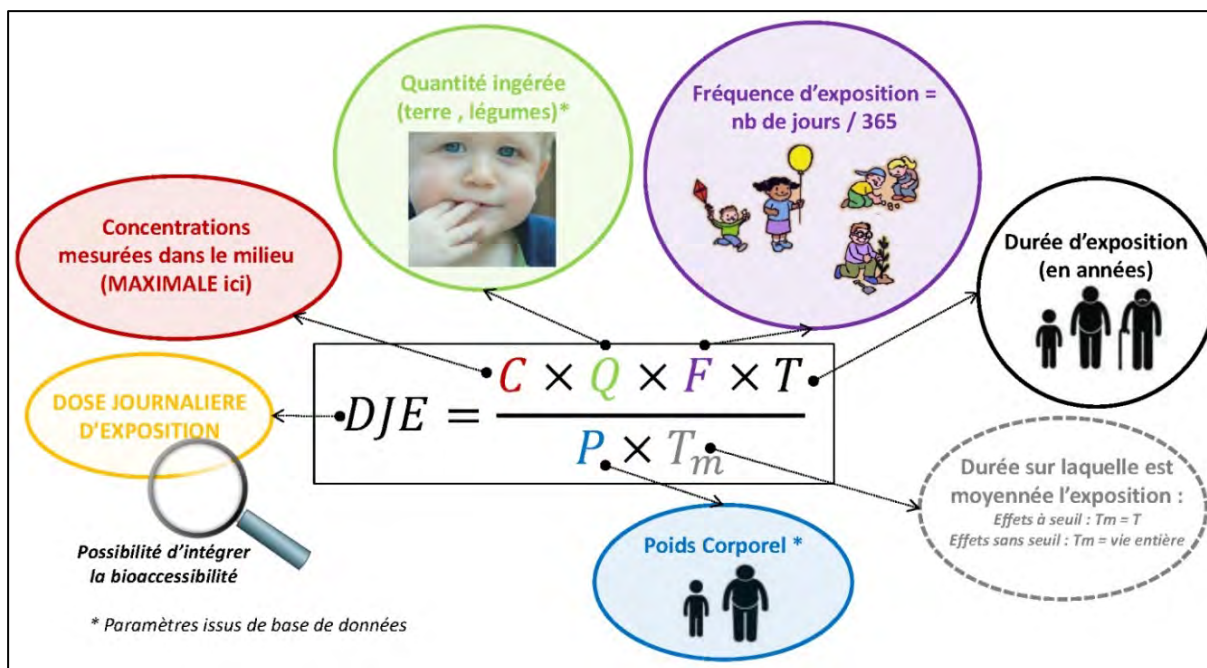 Quantité ingérée
(terre , légumes)*
Fréquence d'exposition =
nb de jours / 365
Concentrations
mesurées dans le milieu
(MAXIMALE ici)
Durée d'exposition
(en années)
DOSE JOURNALIERE
D'EXPOSITION
DJE = C × Q × F × T
P × Tm
Durée sur laquelle est
moyennée l'exposition :
Effets à seuil : Tm = T
Effets sans seuil : Tm = vie entière
Possibilité d'intégrer
la bioaccessibilité
Poids Corporel *
* Paramètres issus de base de données